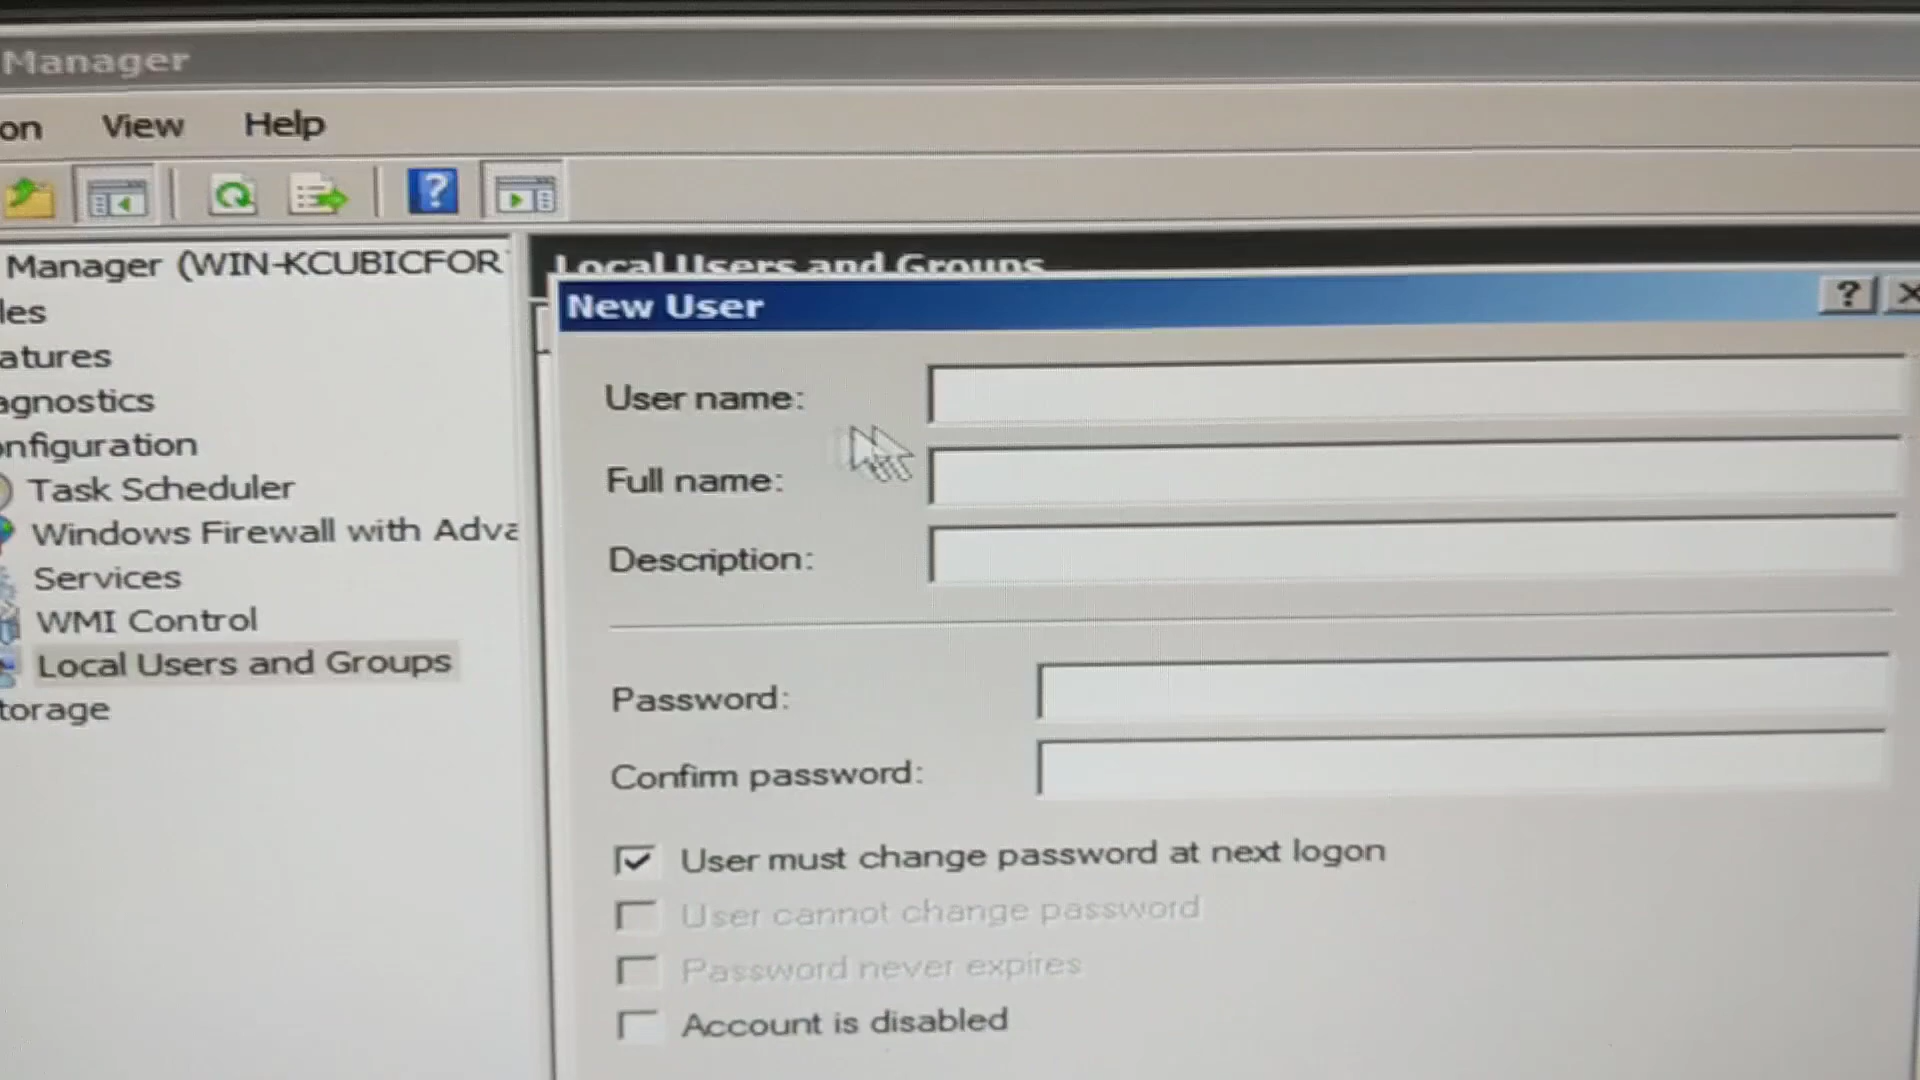 Manager
on View Help
Manager (WIN-KCUBICFOR
les
atures
agnostics
onfiguration
Task Scheduler
Windows Firewall with Adva
Services
WMI Control
Local Users and Groups
torage
Local Users and Groups
New User
User name:
Full name:
Description:
Password:
Confirm password:
User must change password at next logon
User cannot change password
Password never expires
Account is disabled